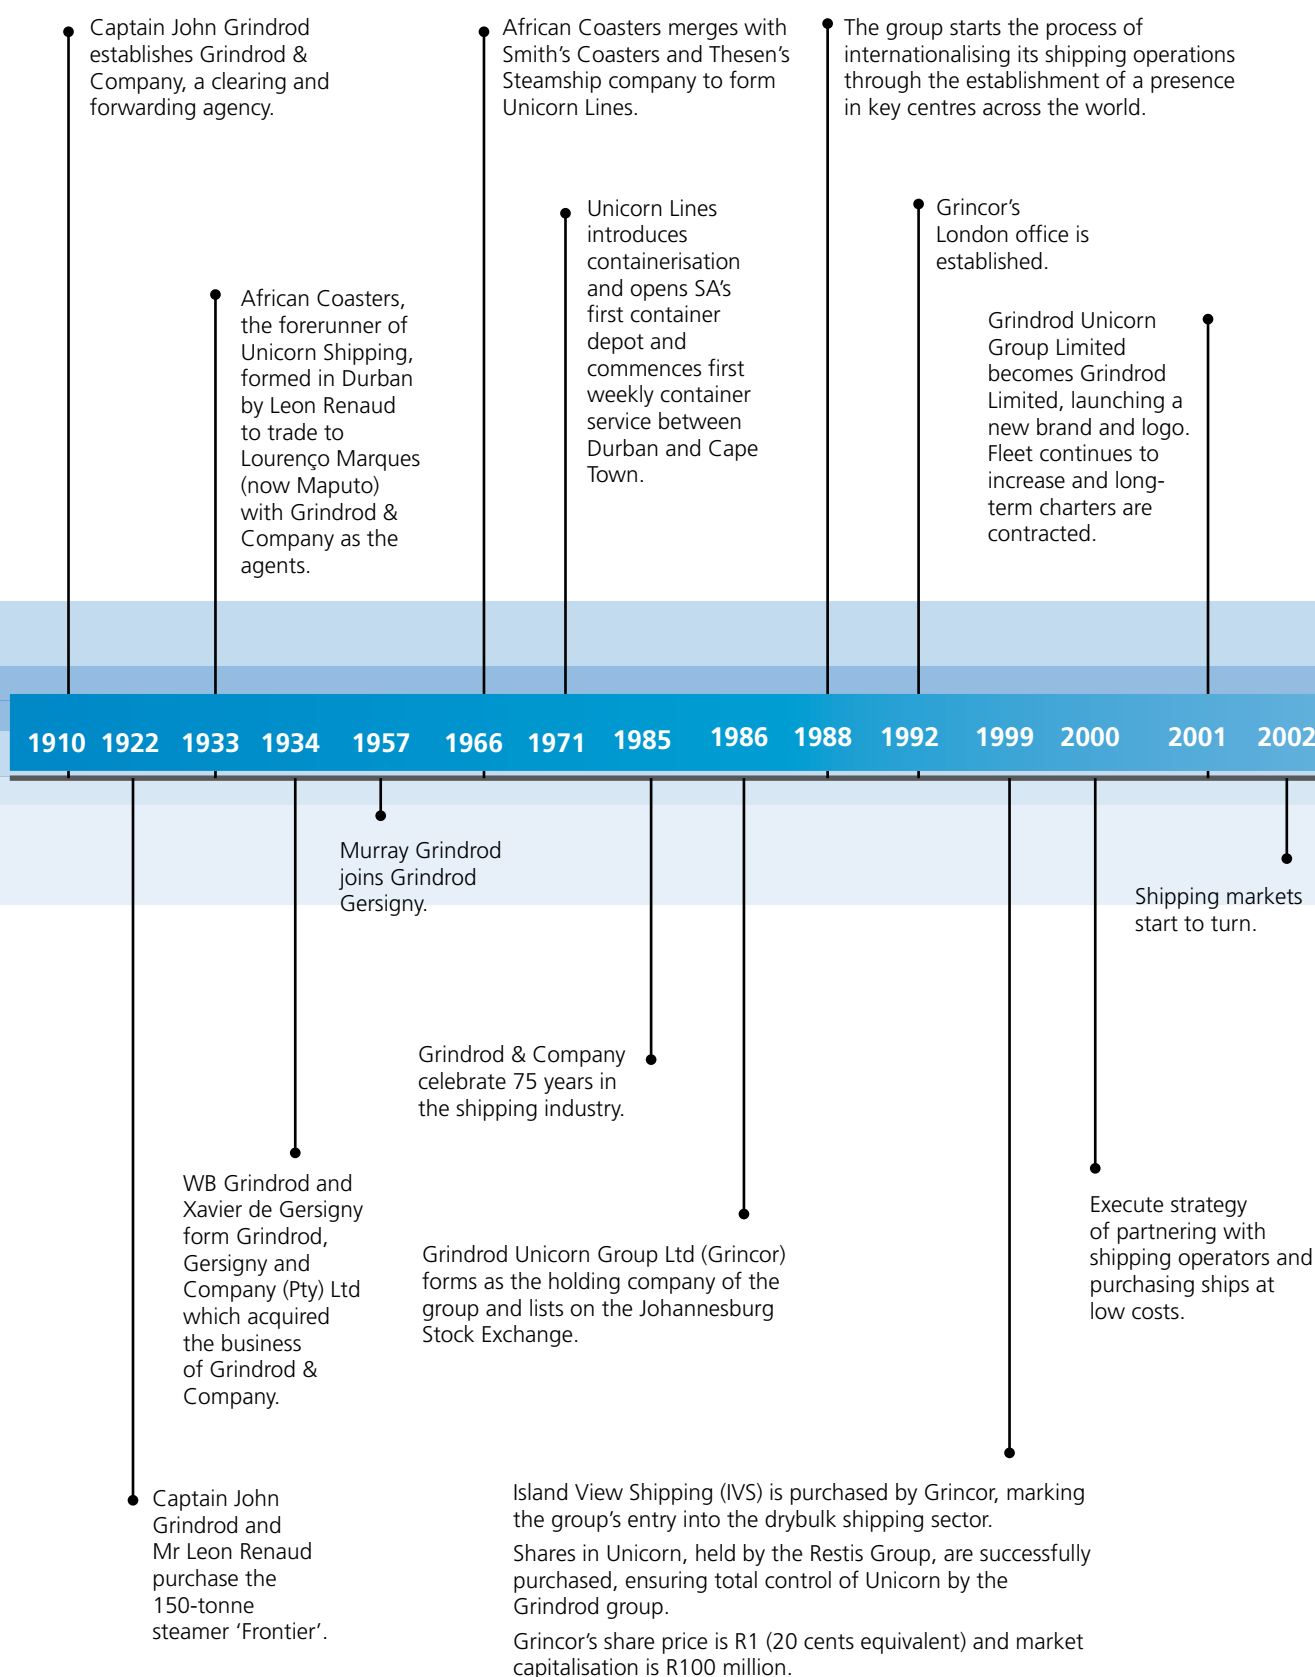 Captain John Grindrod
establishes Grindrod &
Company, a clearing and
forwarding agency.
African Coasters merges with
Smith's Coasters and Thesen's
Steamship company to form
Unicorn Lines.
The group starts the process of
internationalising its shipping operations
through the establishment of a presence
in key centres across the world.
African Coasters,
the forerunner of
Unicorn Shipping,
formed in Durban
by Leon Renaud
to trade to
Lourenço Marques
(now Maputo)
with Grindrod &
Company as the
agents.
Unicorn Lines
introduces
containerisation
and opens SA's
first container
depot and
commences first
weekly container
service between
Durban and Cape
Town.
Grincor's
London office is
established.
Grindrod Unicorn
Group Limited
becomes Grindrod
Limited, launching a
new brand and logo.
Fleet continues to
increase and long-
term charters are
contracted.
1910 1922 1933 1934 1957 1966 1971 1985 1986 1988 1992 1999 2000 2001 2002
Murray Grindrod
joins Grindrod
Gersigny.
Shipping markets
start to turn.
Grindrod & Company
celebrate 75 years in
the shipping industry.
WB Grindrod and
Xavier de Gersigny
form Grindrod,
Gersigny and
Company (Pty) Ltd
which acquired
the business
of Grindrod &
Company.
Grindrod Unicorn Group Ltd (Grincor)
forms as the holding company of the
group and lists on the Johannesburg
Stock Exchange.
Execute strategy
of partnering with
shipping operators and
purchasing ships at
low costs.
Captain John
Grindrod and
Mr Leon Renaud
purchase the
150-tonne
steamer ‘Frontier’.
Island View Shipping (IVS) is purchased by Grincor, marking
the group's entry into the drybulk shipping sector.
Shares in Unicorn, held by the Restis Group, are successfully
purchased, ensuring total control of Unicorn by the
Grindrod group.
Grincor's share price is R1 (20 cents equivalent) and market
capitalisation is R100 million.